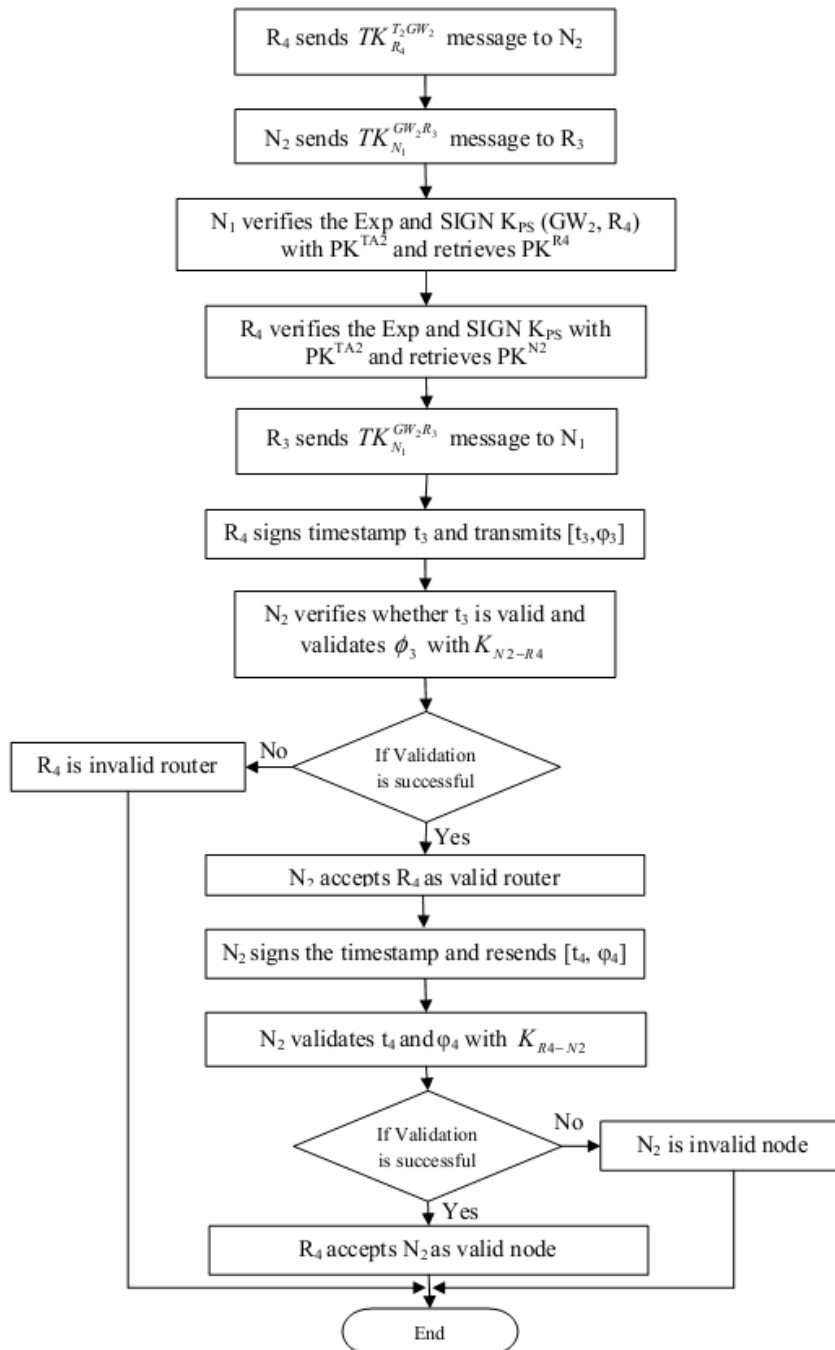 R₄ sends TK_{R₄}^{T₂GW₂} message to N₂
N₂ sends TK_{N₁}^{GW₂R₃} message to R₃
N₁ verifies the Exp and SIGN K_{PS} (GW₂, R₄)
with PK^{TA2} and retrieves PK^{R4}
R₄ verifies the Exp and SIGN K_{PS} with
PK^{TA2} and retrieves PK^{N2}
R₃ sends TK_{N₁}^{GW₂R₃} message to N₁
R₄ signs timestamp t₃ and transmits [t₃,φ₃]
N₂ verifies whether t₃ is valid and
validates ϕ₃ with K_{N2−R4}
If Validation
is successful
No
R₄ is invalid router
Yes
N₂ accepts R₄ as valid router
N₂ signs the timestamp and resends [t₄, φ₄]
N₂ validates t₄ and φ₄ with K_{R4−N2}
If Validation
is successful
No
N₂ is invalid node
Yes
R₄ accepts N₂ as valid node
End